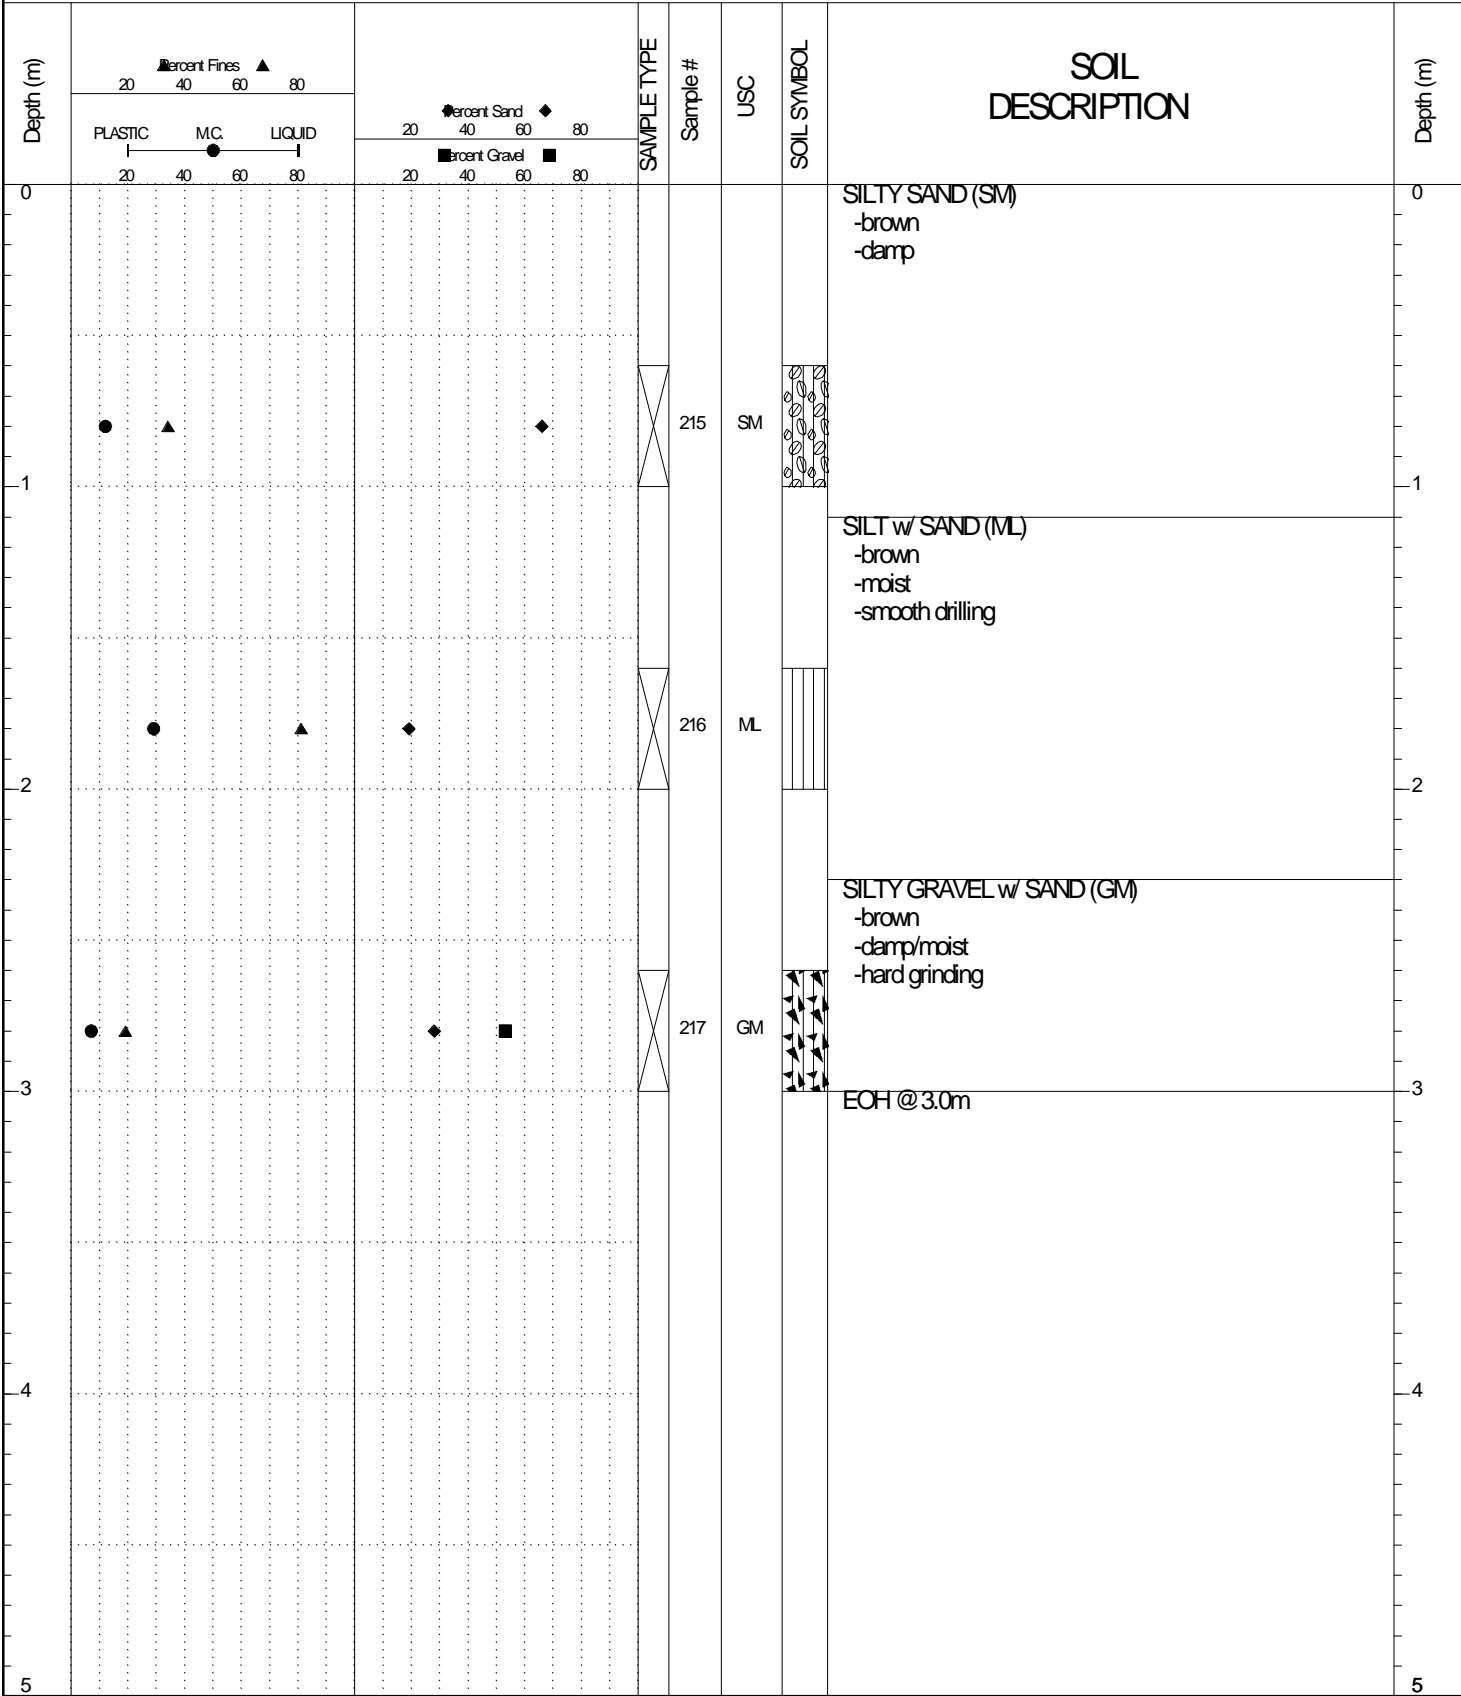 Depth (m)
Percent Fines
20 40 60 80
PLASTIC M.C. LIQUID
20 40 60 80
Percent Sand
20 40 60 80
Percent Gravel
20 40 60 80
SAMPLE TYPE
Sample #
USC
SOIL SYMBOL
SOIL
DESCRIPTION
Depth (m)
0 SILTY SAND (SM) 0
-brown
-damp
215 SM
1 1
SILT w/ SAND (ML)
-brown
-moist
-smooth drilling
216 ML
2 2
SILTY GRAVEL w/ SAND (GM)
-brown
-damp/moist
-hard grinding
217 GM
3 3
EOH @ 3.0m
4 4
5 5